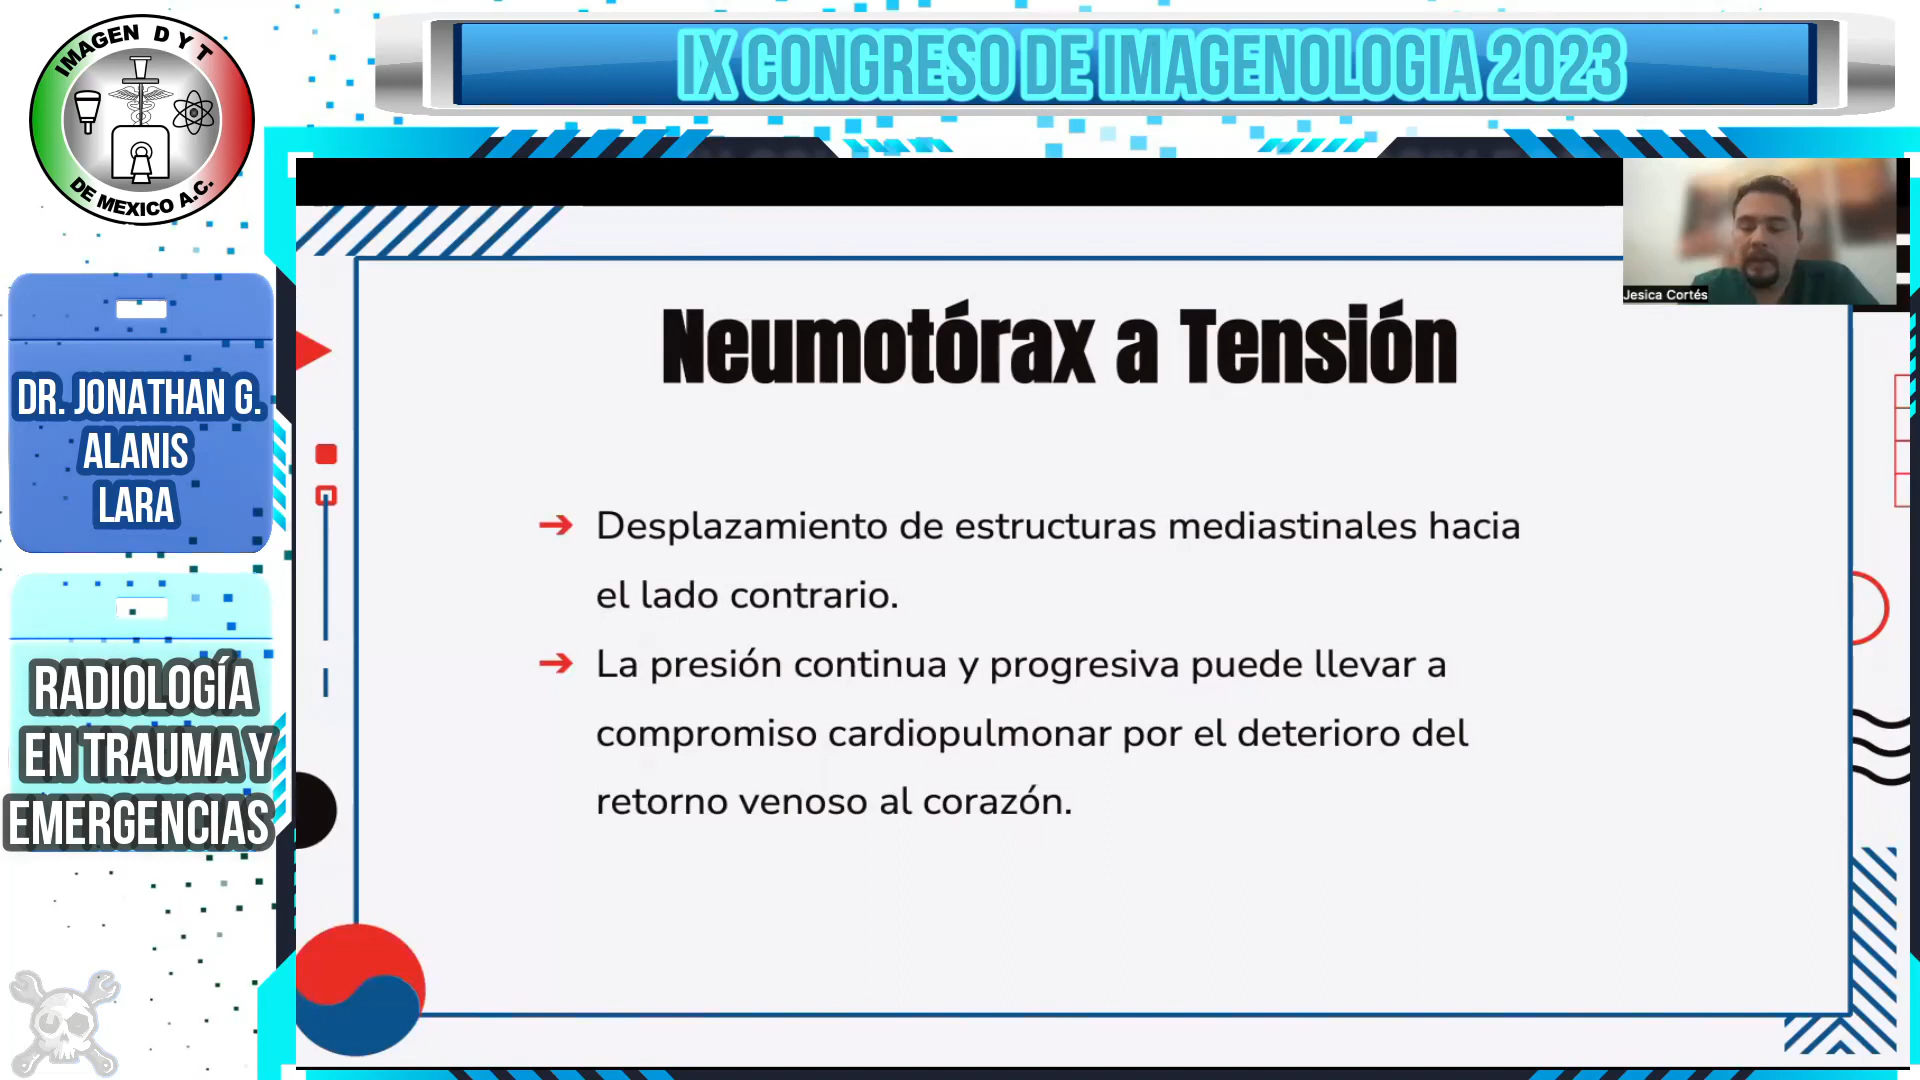 IMAGEN D Y T
DE MEXICO A.C.
IX CONGRESO DE IMAGENOLOGIA 2023
Jesica Cortés
DR. JONATHAN G.
ALANIS
LARA
RADIOLOGÍA
EN TRAUMA Y
EMERGENCIAS
Neumotórax a Tensión
➔ Desplazamiento de estructuras mediastinales hacia
el lado contrario.
➔ La presión continua y progresiva puede llevar a
compromiso cardiopulmonar por el deterioro del
retorno venoso al corazón.